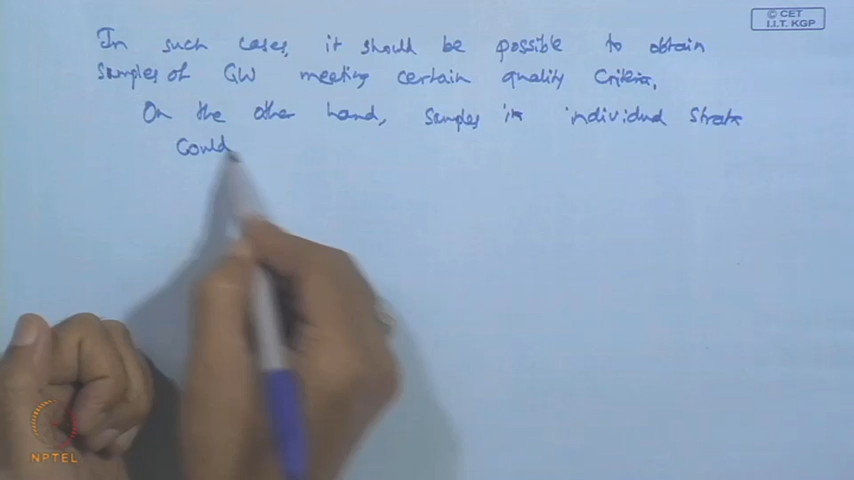 © CET
I.I.T. KGP
In such cases, it should be possible to obtain
samples of GW meeting certain quality criteria.
On the other hand, samples in individual strata
could
NPTEL